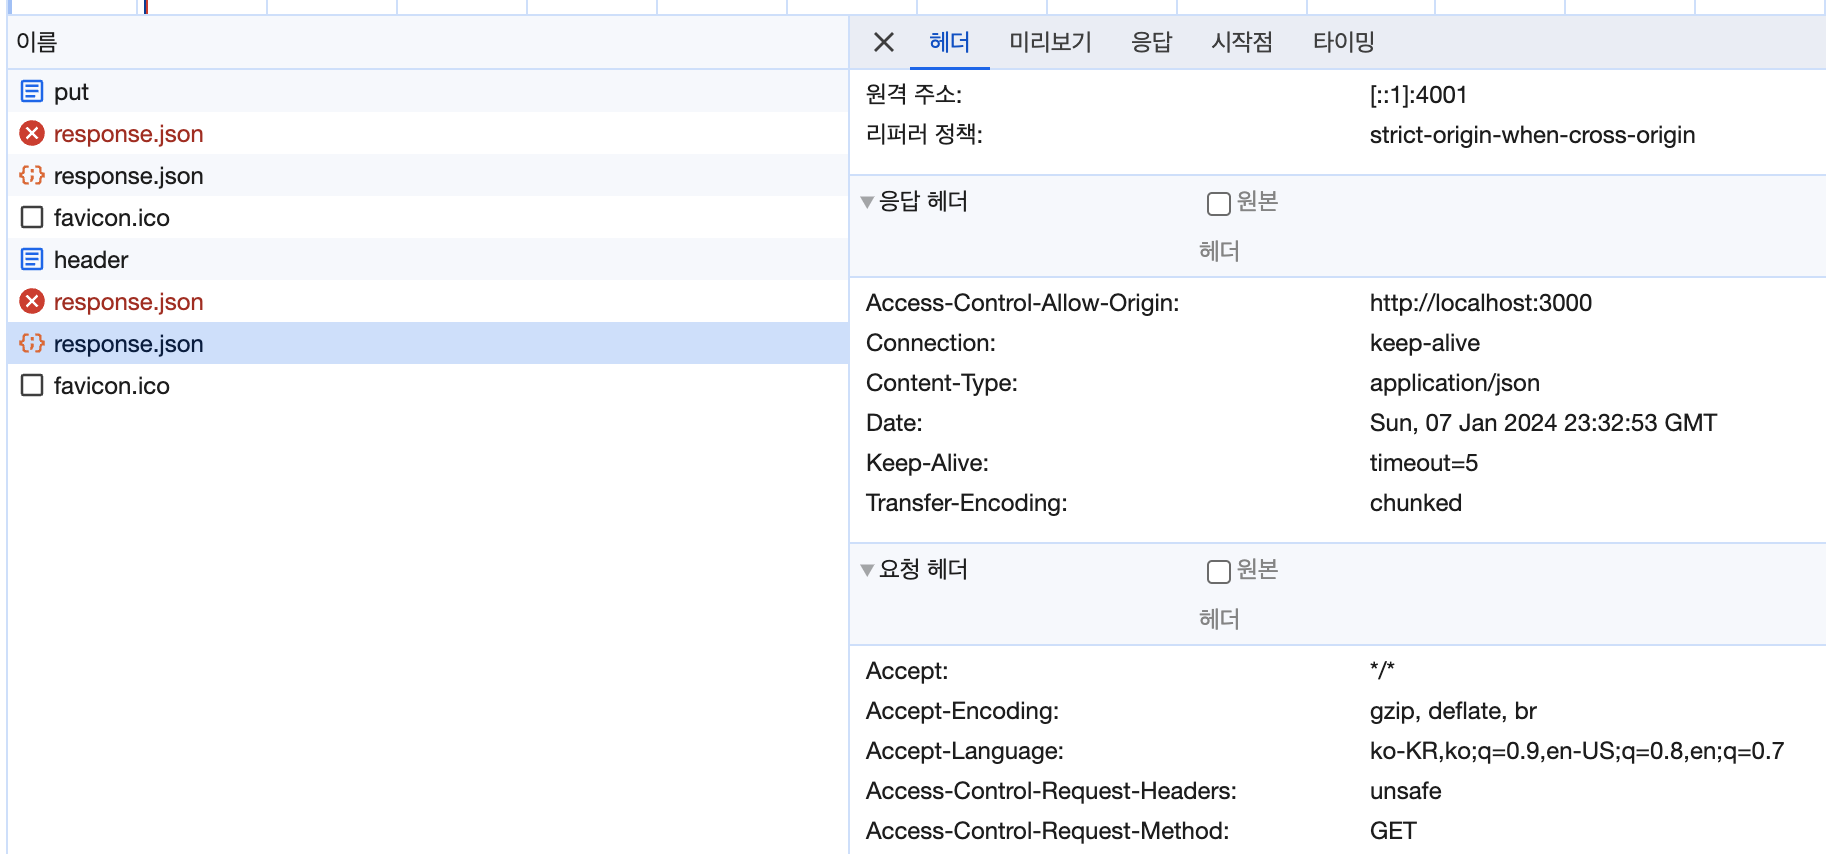 이름
put
response.json
response.json
favicon.ico
header
response.json
response.json
favicon.ico
헤더 미리보기 응답 시작점 타이밍
원격 주소: [::1]:4001
리퍼러 정책: strict-origin-when-cross-origin
응답 헤더 원본
헤더
Access-Control-Allow-Origin: http://localhost:3000
Connection: keep-alive
Content-Type: application/json
Date: Sun, 07 Jan 2024 23:32:53 GMT
Keep-Alive: timeout=5
Transfer-Encoding: chunked
요청 헤더 원본
헤더
Accept: */*
Accept-Encoding: gzip, deflate, br
Accept-Language: ko-KR,ko;q=0.9,en-US;q=0.8,en;q=0.7
Access-Control-Request-Headers: unsafe
Access-Control-Request-Method: GET